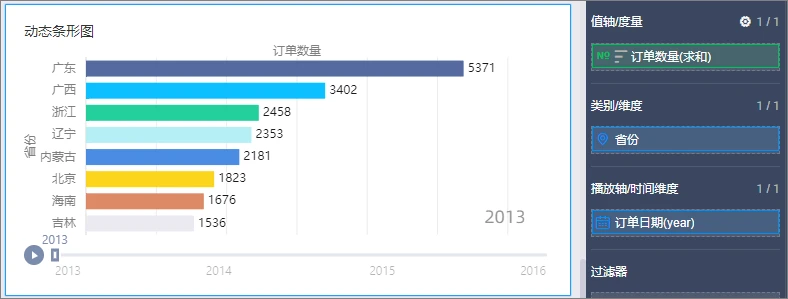 动态条形图
订单数量
广东 5371
广西 3402
浙江 2458
辽宁 2353
内蒙古 2181
北京 1823
海南 1676
吉林 1536
省份
2013
2013
2013 2014 2015 2016
值轴/度量 1 / 1
№ 订单数量(求和)
类别/维度 1 / 1
省份
播放轴/时间维度 1 / 1
订单日期(year)
过滤器